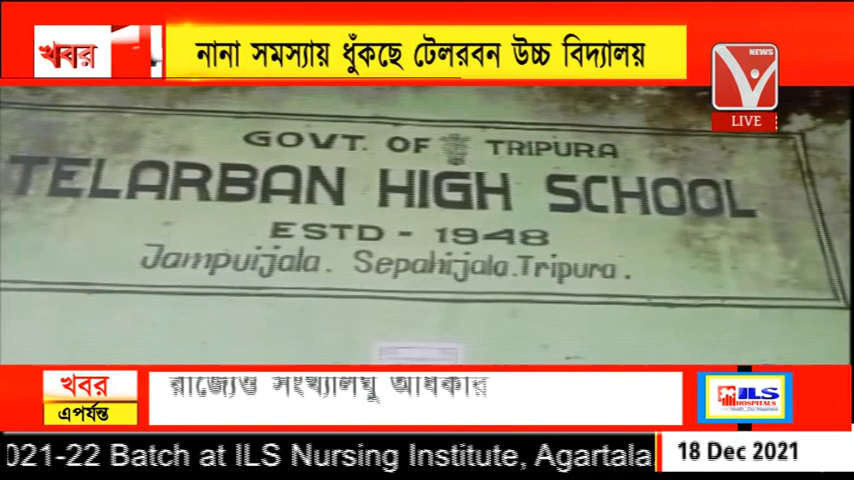 খবর
নানা সমস্যায় ধুঁকছে টেলরবন উচ্চ বিদ্যালয়
NEWS
LIVE
GOVT. OF TRIPURA
TELARBAN HIGH SCHOOL
ESTD - 1948
Jampuijala. Sepahijala. Tripura.
খবর
এপর্যন্ত
রাজ্যেও সংখ্যালঘু অধিকার
ILS
HOSPITALS
021-22 Batch at ILS Nursing Institute, Agartala.
18 Dec 2021